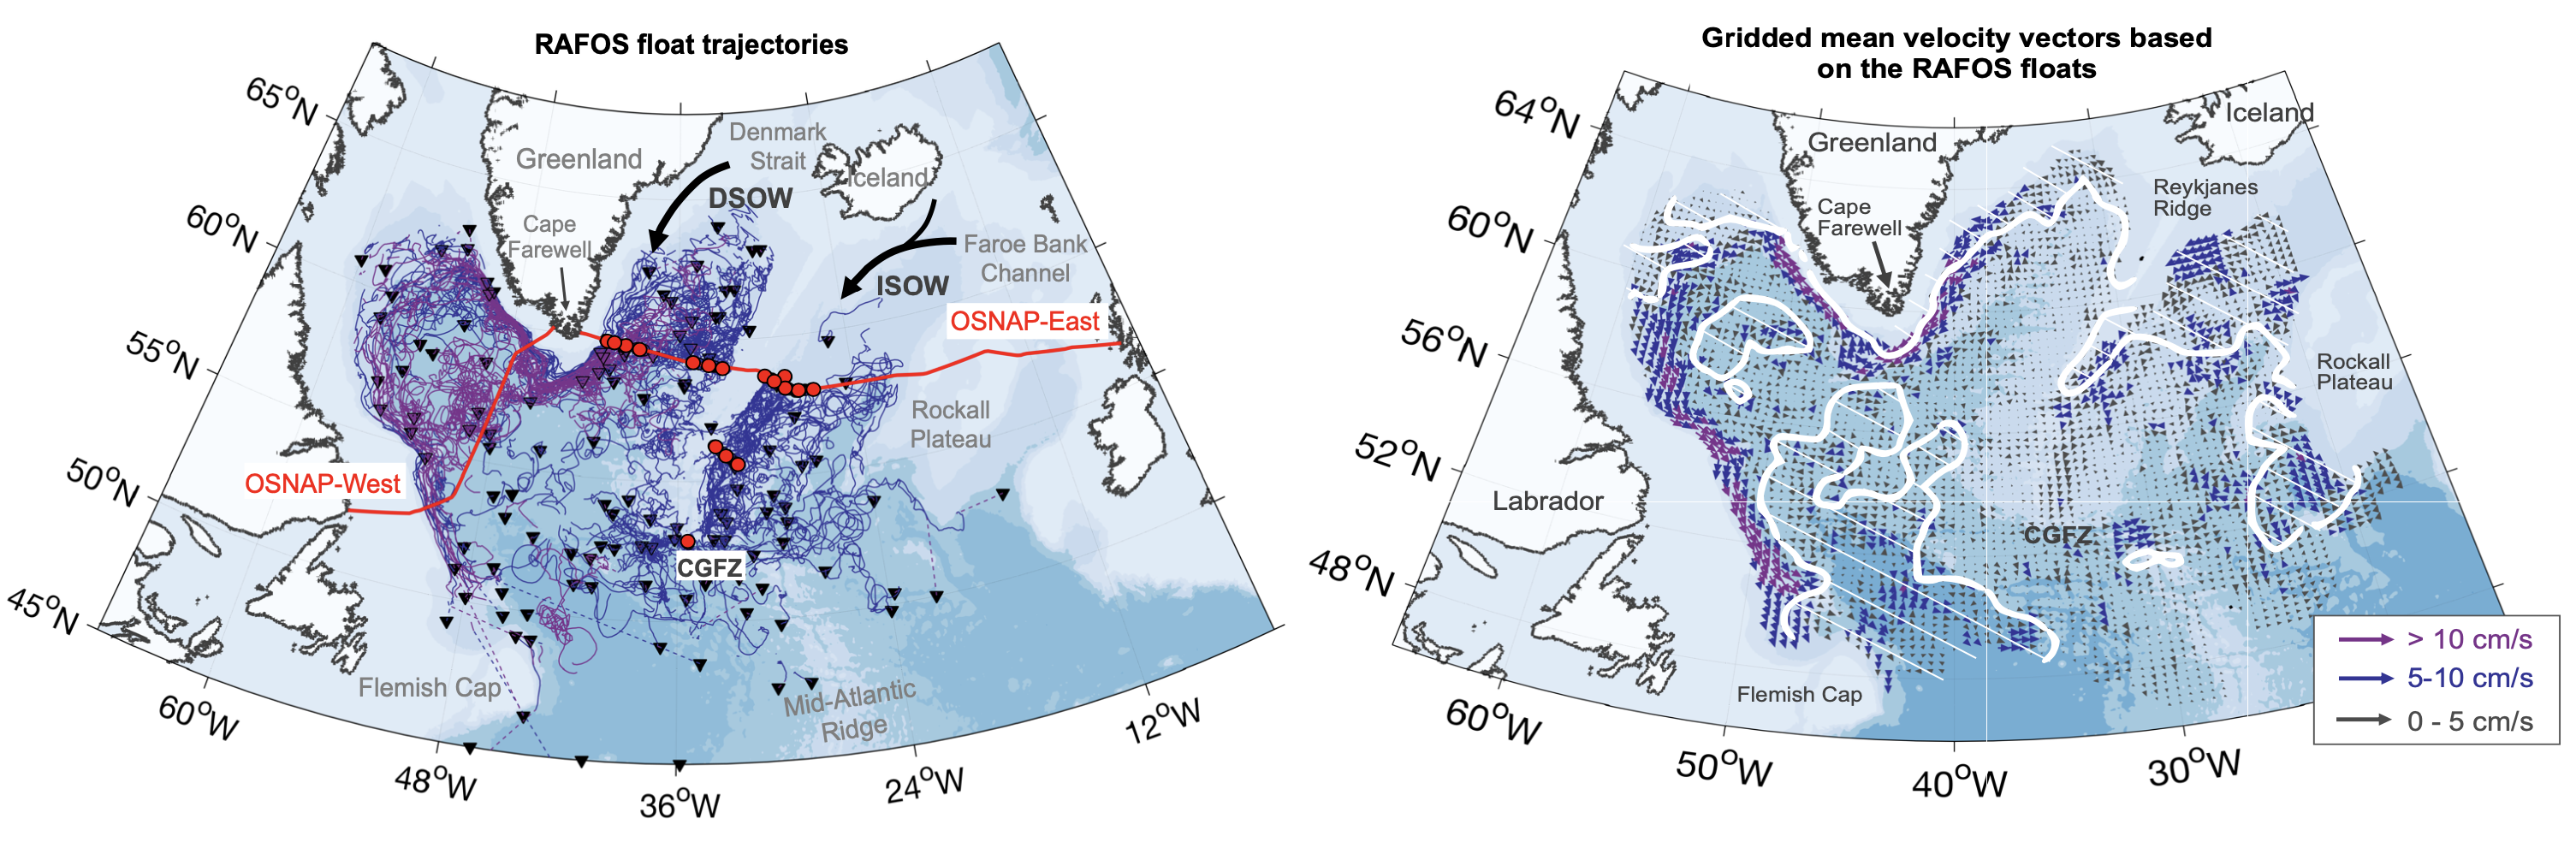 RAFOS float trajectories
65°N
60°N
55°N
50°N
45°N
60°W
48°W
36°W
24°W
12°W
Greenland
Cape
Farewell
Denmark
Strait
DSOW
Iceland
Faroe Bank
Channel
ISOW
OSNAP-East
Rockall
Plateau
OSNAP-West
CGFZ
Flemish Cap
Mid-Atlantic
Ridge
Gridded mean velocity vectors based
on the RAFOS floats
64°N
60°N
56°N
52°N
48°N
60°W
50°W
40°W
30°W
Iceland
Greenland
Reykjanes
Ridge
Cape
Farewell
Rockall
Plateau
Labrador
CGFZ
Flemish Cap
> 10 cm/s
5-10 cm/s
0 - 5 cm/s